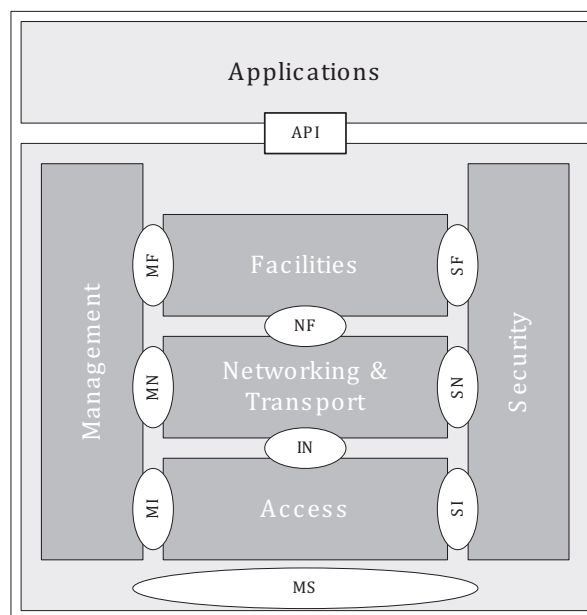 Applications
API
Management
MF
Facilities
SF
NF
MN
Networking &
Transport
SN
Security
IN
MI
Access
SI
MS